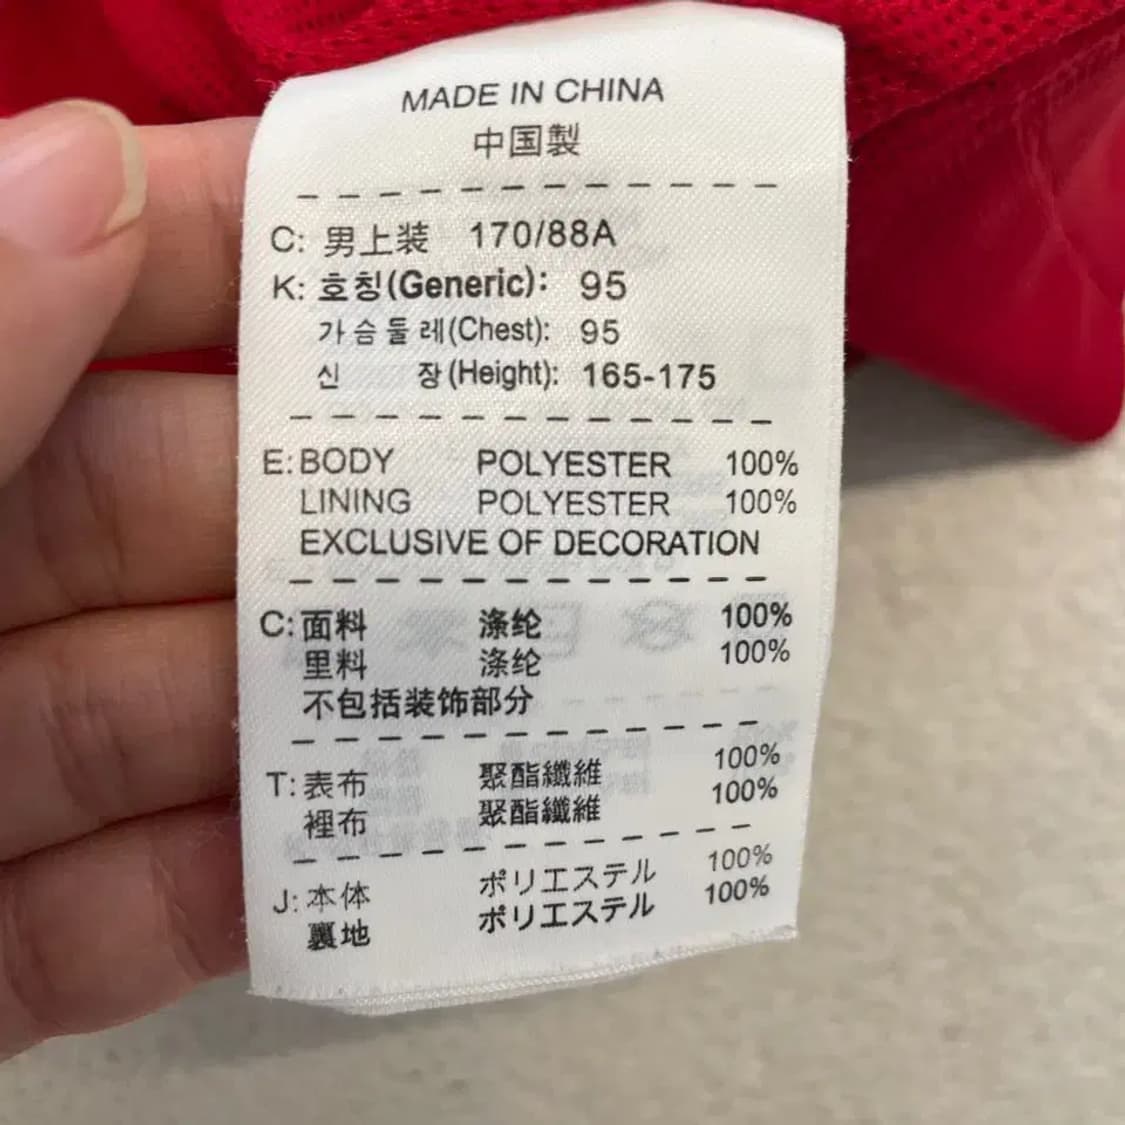 MADE IN CHINA
中国製
C: 男上装 170/88A
K: 호칭(Generic): 95
가슴둘레(Chest): 95
신 장(Height): 165-175
E: BODY POLYESTER 100%
LINING POLYESTER 100%
EXCLUSIVE OF DECORATION
C: 面料 涤纶 100%
里料 涤纶 100%
不包括装饰部分
T: 表布 聚酯纖維 100%
裡布 聚酯纖維 100%
J: 本体 ポリエステル 100%
裏地 ポリエステル 100%